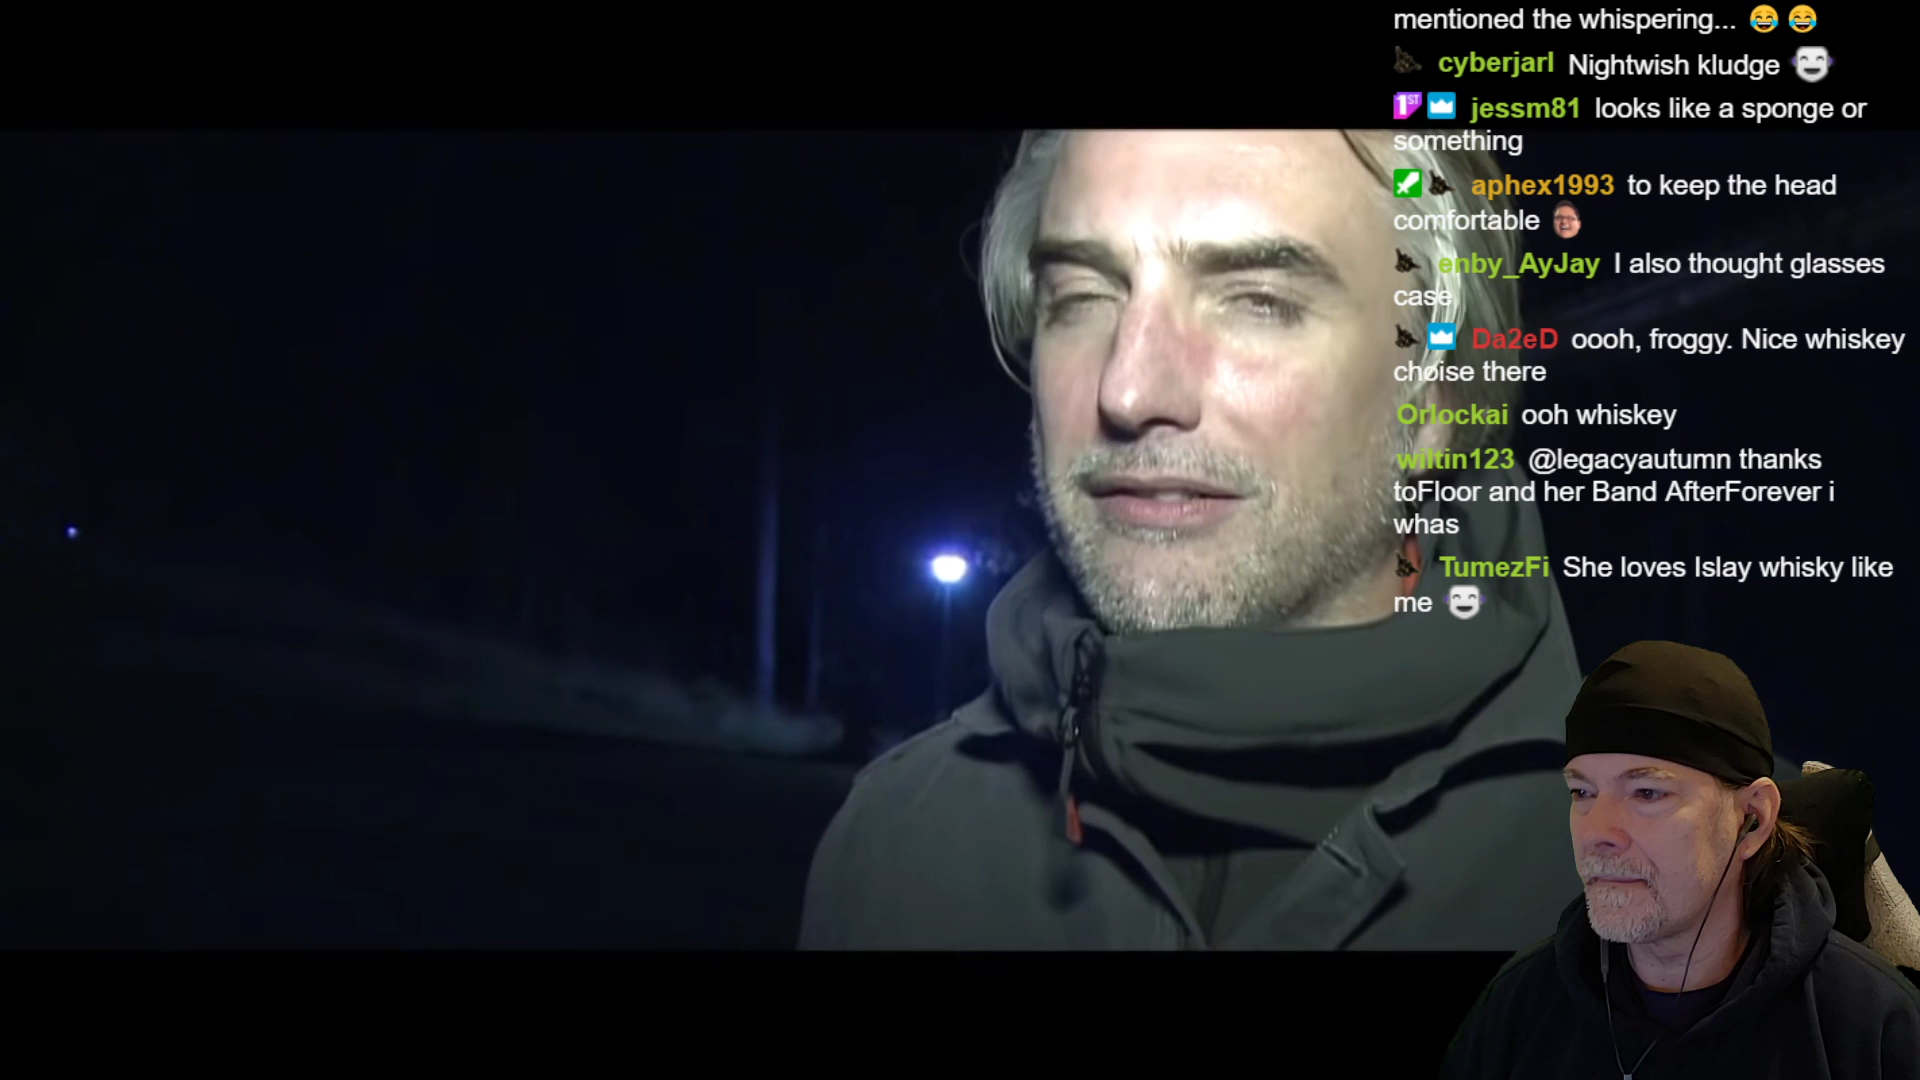 mentioned the whispering... 😂 😂
cyberjarl Nightwish kludge
1ST jessm81 looks like a sponge or
something
aphex1993 to keep the head
comfortable
enby_AyJay I also thought glasses
case
Da2eD oooh, froggy. Nice whiskey
choise there
Orlockai ooh whiskey
wiltin123 @legacyautumn thanks
toFloor and her Band AfterForever i
whas
TumezFi She loves Islay whisky like
me